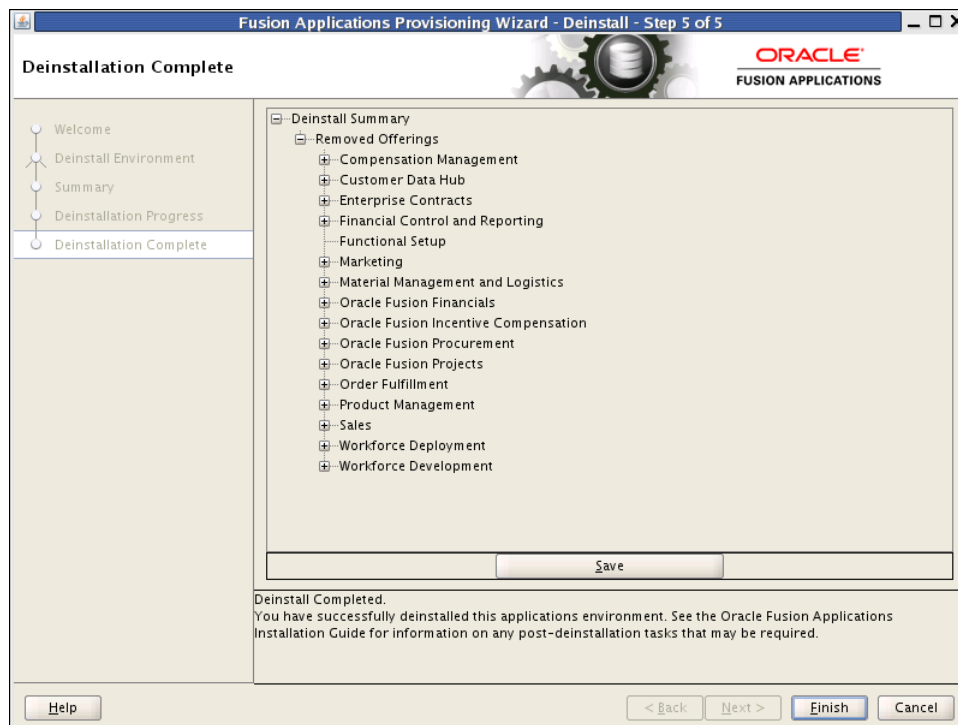 Fusion Applications Provisioning Wizard - Deinstall - Step 5 of 5
Deinstallation Complete
ORACLE
FUSION APPLICATIONS
Welcome
Deinstall Environment
Summary
Deinstallation Progress
Deinstallation Complete
Deinstall Summary
Removed Offerings
Compensation Management
Customer Data Hub
Enterprise Contracts
Financial Control and Reporting
Functional Setup
Marketing
Material Management and Logistics
Oracle Fusion Financials
Oracle Fusion Incentive Compensation
Oracle Fusion Procurement
Oracle Fusion Projects
Order Fulfillment
Product Management
Sales
Workforce Deployment
Workforce Development
Save
Deinstall Completed.
You have successfully deinstalled this applications environment. See the Oracle Fusion Applications
Installation Guide for information on any post-deinstallation tasks that may be required.
Help
< Back
Next >
Finish
Cancel